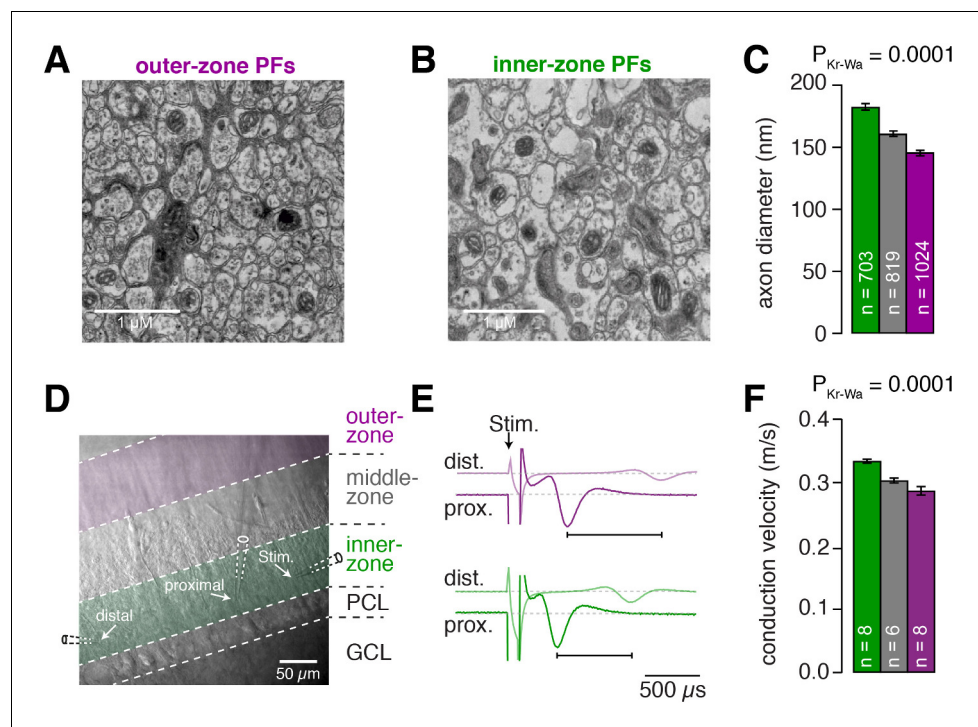 A
outer-zone PFs
1 µM
B
inner-zone PFs
1 µM
C
P Kr-Wa = 0.0001
axon diameter (nm)
200
150
100
50
0
n = 703
n = 819
n = 1024
D
outer-
zone
middle-
zone
inner-
zone
PCL
GCL
Stim.
proximal
distal
50 µm
E
Stim.
dist.
prox.
dist.
prox.
500 µs
F
P Kr-Wa = 0.0001
conduction velocity (m/s)
0.4
0.3
0.2
0.1
0.0
n = 8
n = 6
n = 8